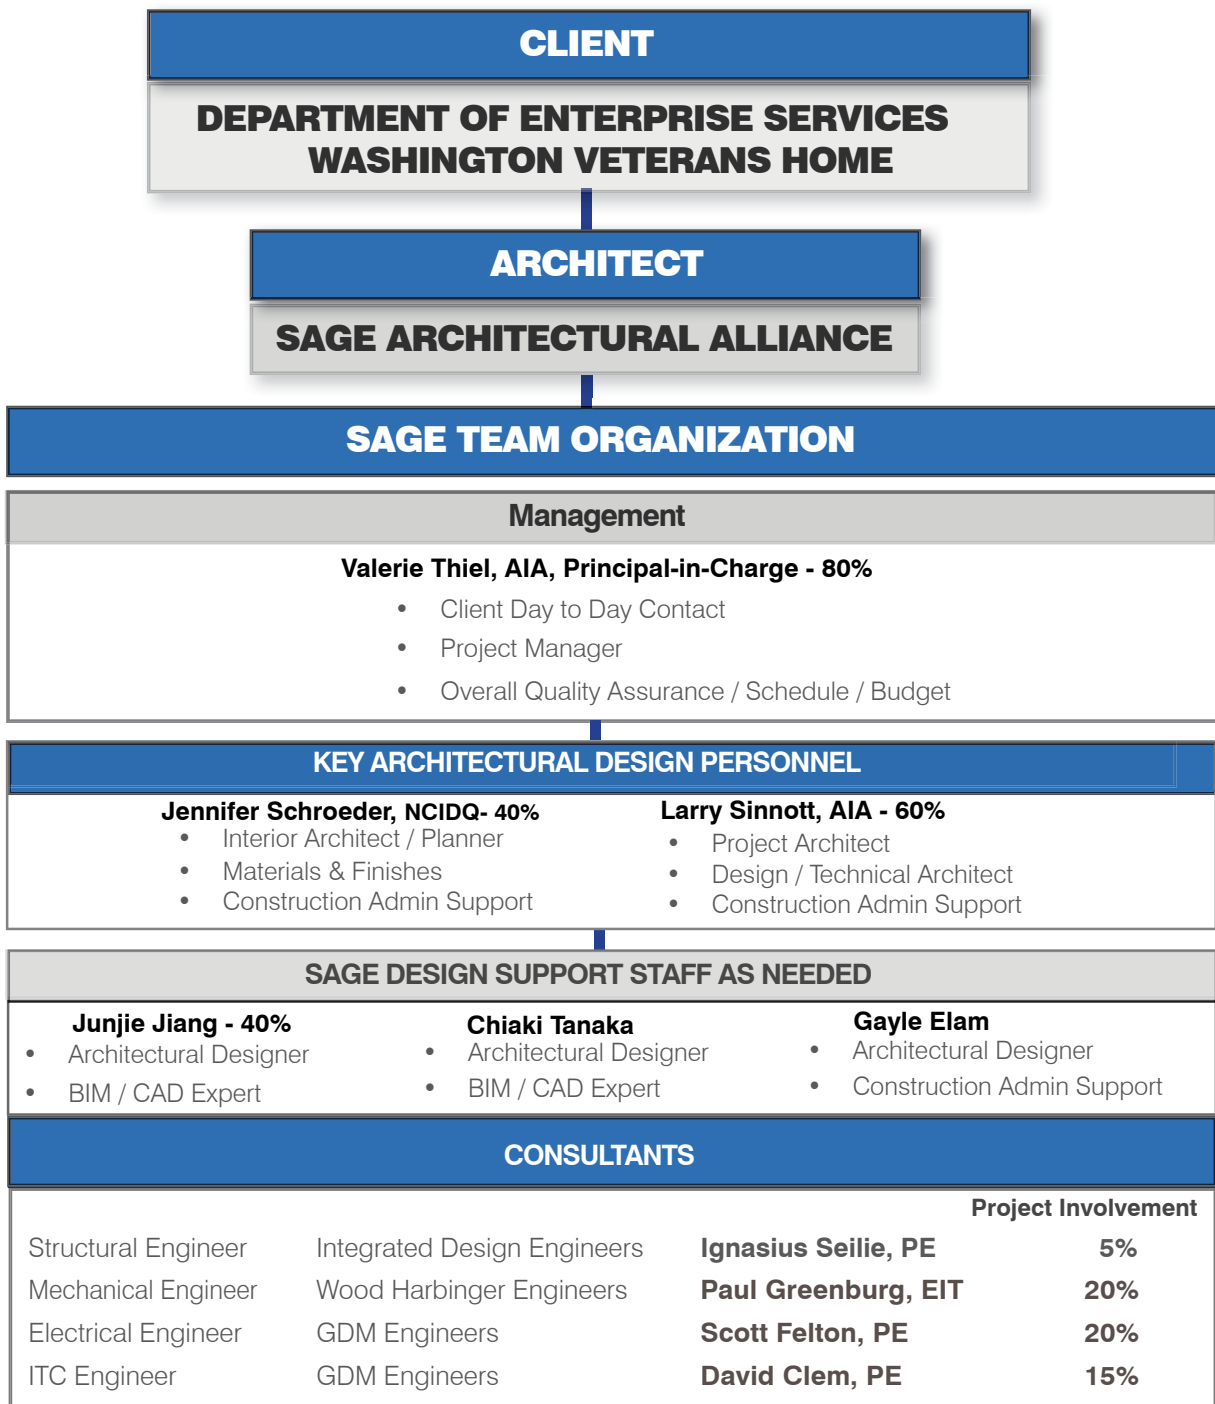 CLIENT
DEPARTMENT OF ENTERPRISE SERVICES
WASHINGTON VETERANS HOME
ARCHITECT
SAGE ARCHITECTURAL ALLIANCE
SAGE TEAM ORGANIZATION
Management
Valerie Thiel, AIA, Principal-in-Charge - 80%
• Client Day to Day Contact
• Project Manager
• Overall Quality Assurance / Schedule / Budget
KEY ARCHITECTURAL DESIGN PERSONNEL
Jennifer Schroeder, NCIDQ- 40%
• Interior Architect / Planner
• Materials & Finishes
• Construction Admin Support
Larry Sinnott, AIA - 60%
• Project Architect
• Design / Technical Architect
• Construction Admin Support
SAGE DESIGN SUPPORT STAFF AS NEEDED
Junjie Jiang - 40%
• Architectural Designer
• BIM / CAD Expert
Chiaki Tanaka
• Architectural Designer
• BIM / CAD Expert
Gayle Elam
• Architectural Designer
• Construction Admin Support
CONSULTANTS
Project Involvement
Structural Engineer Integrated Design Engineers Ignasius Seilie, PE 5%
Mechanical Engineer Wood Harbinger Engineers Paul Greenburg, EIT 20%
Electrical Engineer GDM Engineers Scott Felton, PE 20%
ITC Engineer GDM Engineers David Clem, PE 15%